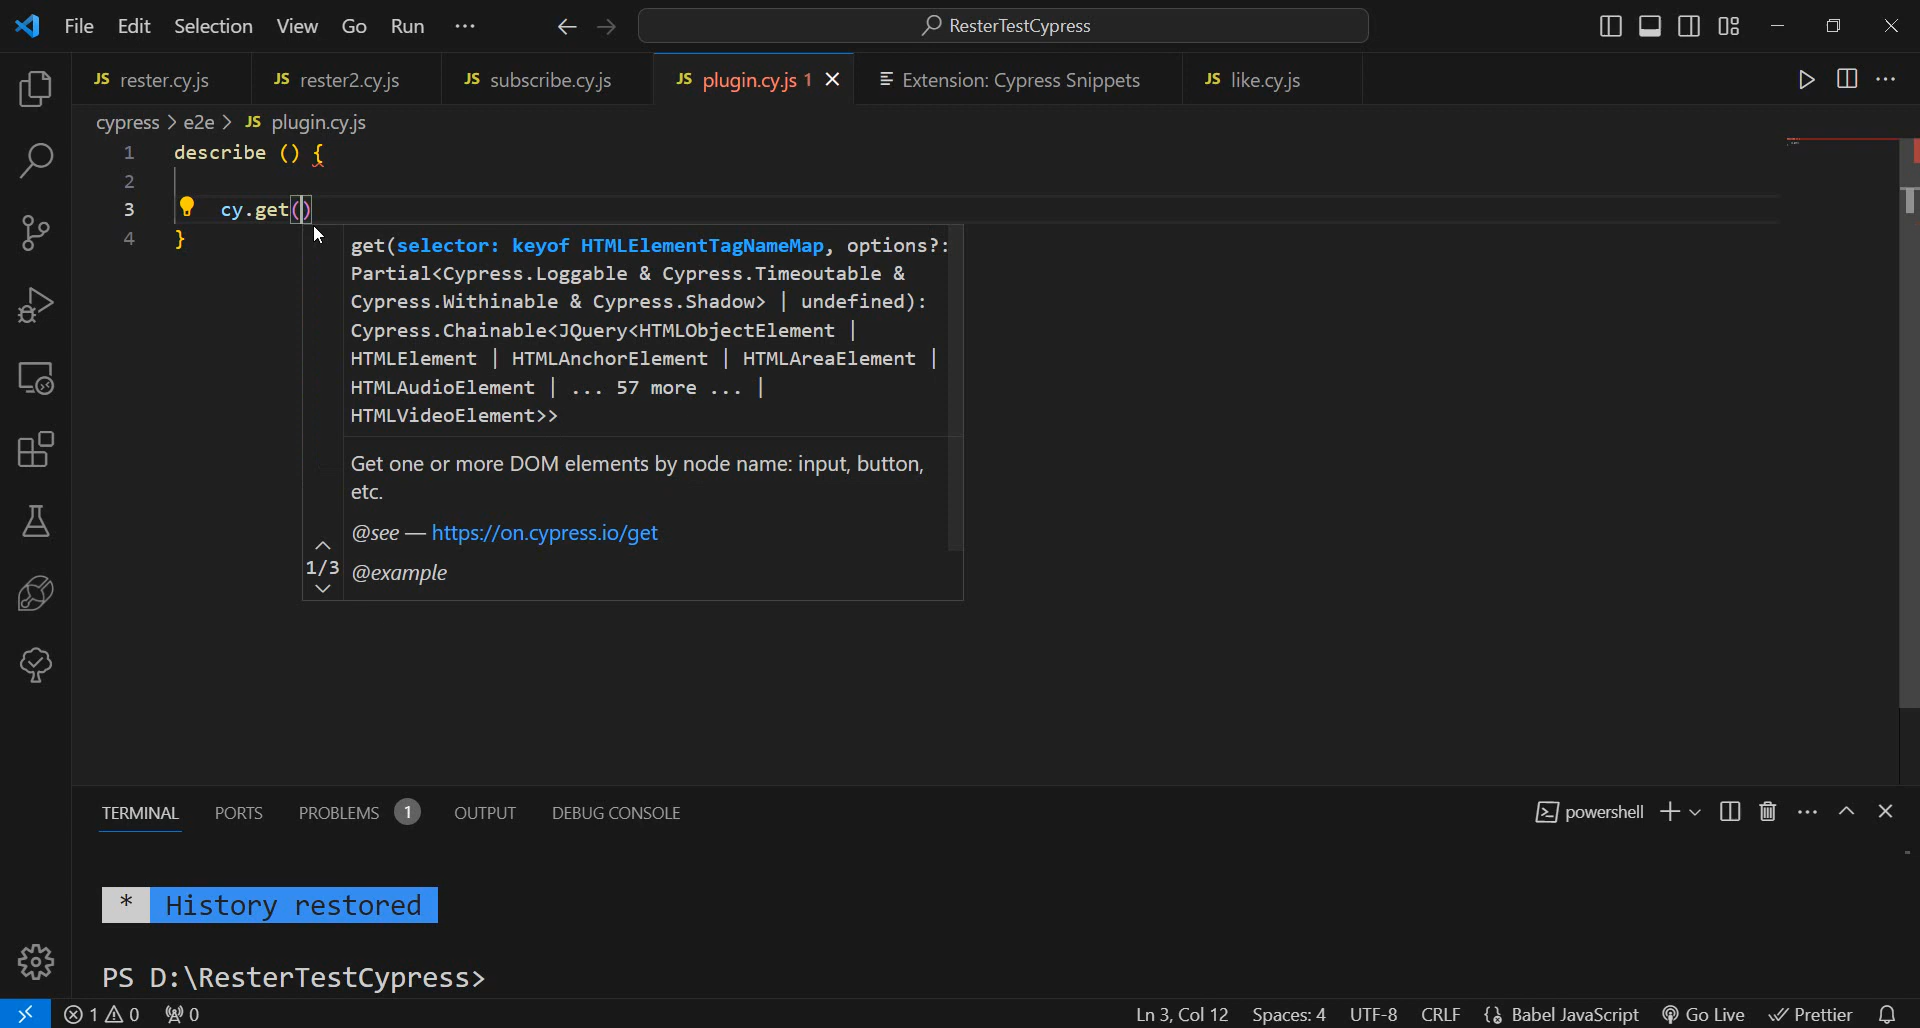 File Edit Selection View Go Run ··· ResterTestCypress
JS rester.cy.js JS rester2.cy.js JS subscribe.cy.js JS plugin.cy.js 1 Extension: Cypress Snippets JS like.cy.js
cypress > e2e > JS plugin.cy.js
1 describe () {
2
3 cy.get()
4 }
get(selector: keyof HTMLElementTagNameMap, options?:
Partial<Cypress.Loggable & Cypress.Timeoutable &
Cypress.Withinable & Cypress.Shadow> | undefined):
Cypress.Chainable<JQuery<HTMLObjectElement |
HTMLElement | HTMLAnchorElement | HTMLAreaElement |
HTMLAudioElement | ... 57 more ... |
HTMLVideoElement>>
Get one or more DOM elements by node name: input, button,
etc.
@see — https://on.cypress.io/get
1/3 @example
TERMINAL PORTS PROBLEMS 1 OUTPUT DEBUG CONSOLE powershell
* History restored
PS D:\ResterTestCypress>
1 0 0 Ln 3, Col 12 Spaces: 4 UTF-8 CRLF Babel JavaScript Go Live Prettier